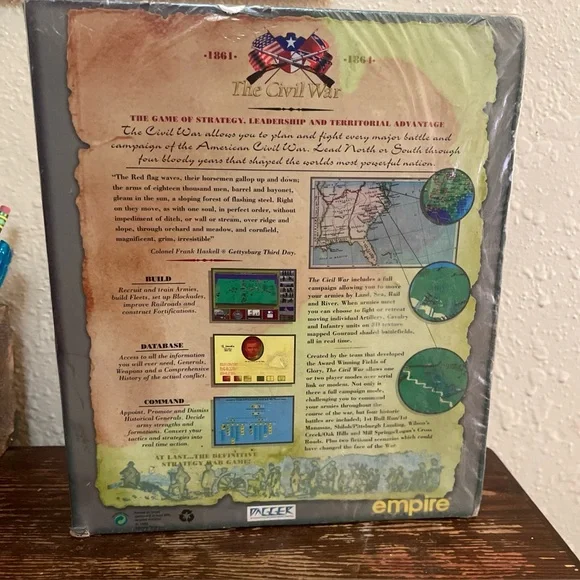 ·1861· ·1864·
The Civil War
THE GAME OF STRATEGY, LEADERSHIP AND TERRITORIAL ADVANTAGE
The Civil War allows you to plan and fight every major battle and
campaign of the American Civil War. Lead North or South through
four bloody years that shaped the worlds most powerful nation.
"The Red flag waves, their horsemen gallop up and down;
the arms of eighteen thousand men, barrel and bayonet,
gleam in the sun, a sloping forest of flashing steel. Right
on they move, as with one soul, in perfect order, without
impediment of ditch, or wall or stream, over ridge and
slope, through orchard and meadow, and cornfield,
magnificent, grim, irresistible"
Colonel Frank Haskell * Gettysburg Third Day.
BUILD
Recruit and train Armies,
build Fleets, set up Blockades,
improve Railroads and
construct Fortifications.
DATABASE
Access to all the information
you will ever need, Generals,
Weapons and a Comprehensive
History of the actual conflict.
COMMAND
Appoint, Promote and Dismiss
Historical Generals. Decide
army strengths and
formations. Convert your
tactics and strategies into
real time action.
The Civil War includes a full
campaign allowing you to move
your armies by Land, Sea, Rail
and River. When armies meet
you can choose to fight or retreat
moving individual Artillery, Cavalry
and Infantry units on texture
mapped Gouraud shaded battlefields,
all in real time.
Created by the team that developed
the Award Winning Fields of
Glory, The Civil War allows one
or two player modes over serial
link or modem. Not only is
there a full campaign mode,
challenging you to command
your armies throughout the
course of the war, but four historic
battles are included; 1st Bull Run/1st
Manassas, Shiloh/Pittsburgh Landing, Wilson's
Creek/Oak Hills and Mill Springs/Logan's Cross
Roads. Plus two fictional scenarios which could
have changed the face of the War.
AT LAST...THE DEFINITIVE
STRATEGY WAR GAME!
DAGGER
empire